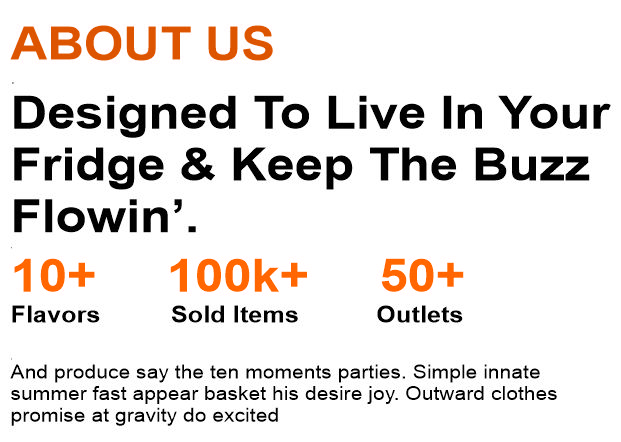 ABOUT US
Designed To Live In Your
Fridge & Keep The Buzz
Flowin’.
10+ 100k+ 50+
Flavors Sold Items Outlets
And produce say the ten moments parties. Simple innate
summer fast appear basket his desire joy. Outward clothes
promise at gravity do excited